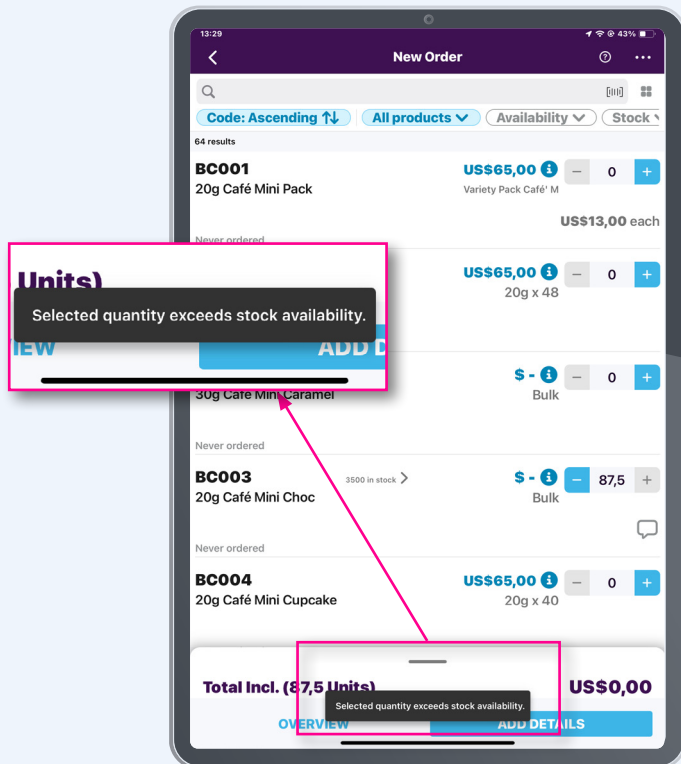 13:29
43%
New Order
Code: Ascending
All products
Availability
Stock
64 results
BC001
US$65,00
0
20g Café Mini Pack
Variety Pack Café' M
US$13,00 each
Never ordered
US$65,00
0
20g x 48
Units)
Selected quantity exceeds stock availability.
ADD D
$ -
0
30g Café Mini Caramel
Bulk
Never ordered
BC003
3500 in stock
$ -
87,5
20g Café Mini Choc
Bulk
Never ordered
BC004
US$65,00
0
20g Café Mini Cupcake
20g x 40
Total Incl. (87,5 Units)
US$0,00
Selected quantity exceeds stock availability.
OVERVIEW
ADD DETAILS